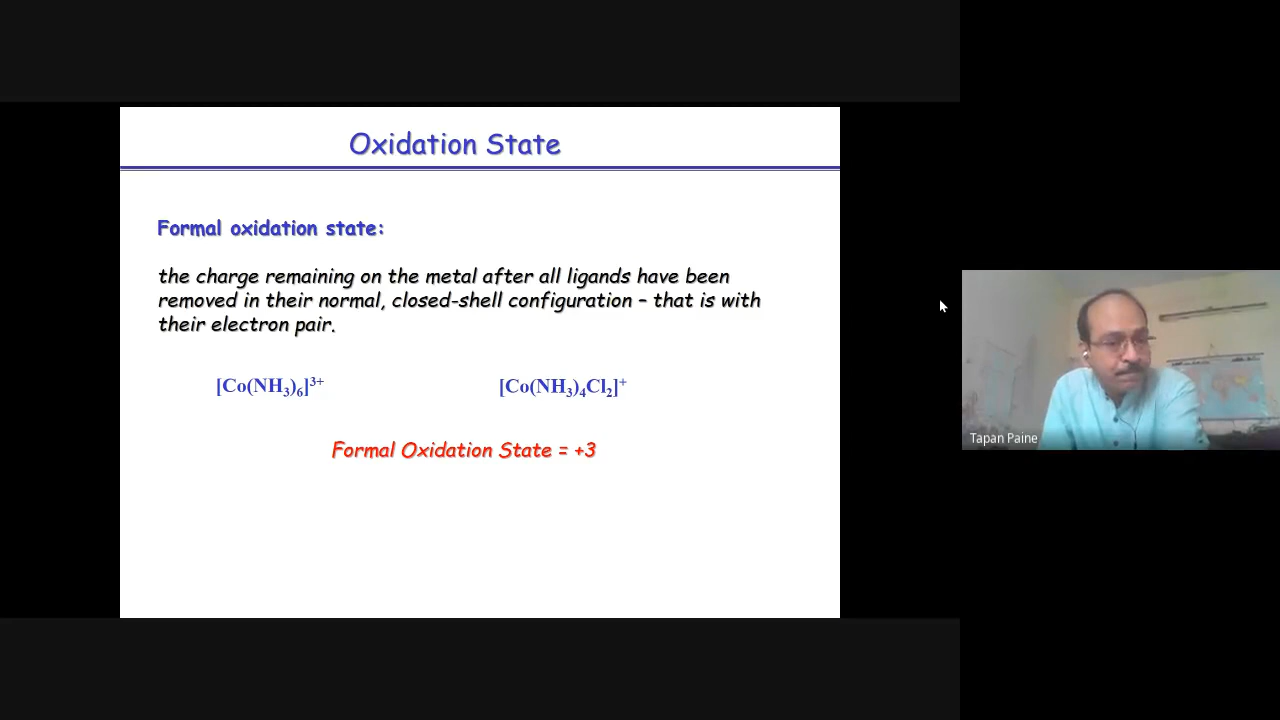 Oxidation State
Formal oxidation state:
the charge remaining on the metal after all ligands have been
removed in their normal, closed-shell configuration – that is with
their electron pair.
[Co(NH₃)₆]³⁺ [Co(NH₃)₄Cl₂]⁺
Formal Oxidation State = +3
Tapan Paine